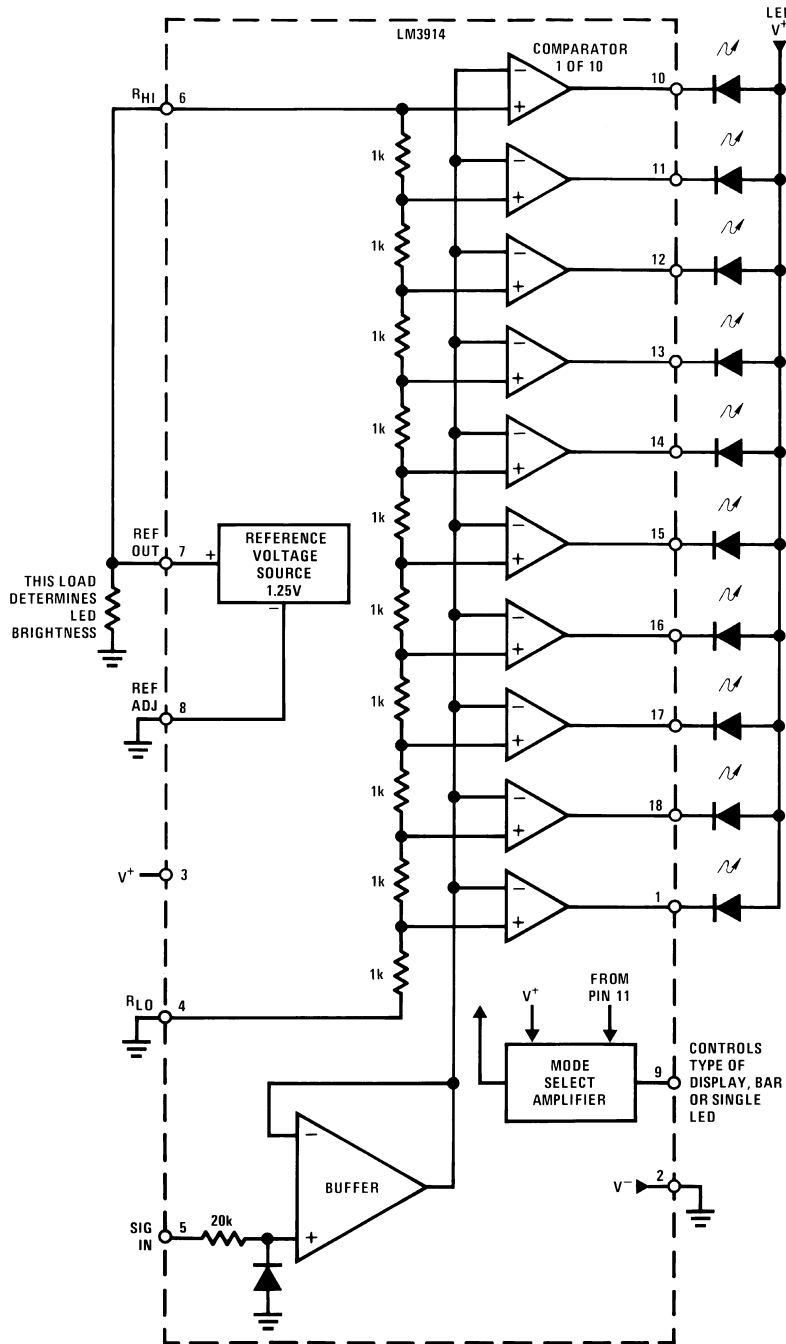 LED
V+
LM3914
COMPARATOR
1 OF 10
RHI
6
10
1k
11
1k
12
1k
13
1k
14
1k
15
1k
16
1k
17
1k
18
1k
1
1k
− +
− +
− +
− +
− +
− +
− +
− +
− +
− +
REF
OUT
7
+
REFERENCE
VOLTAGE
SOURCE
1.25V
−
THIS LOAD
DETERMINES
LED
BRIGHTNESS
REF
ADJ
8
V+
3
RLO
4
V+
FROM
PIN 11
MODE
SELECT
AMPLIFIER
9
CONTROLS
TYPE OF
DISPLAY, BAR
OR SINGLE
LED
−
BUFFER
+
V−
2
SIG
IN
5
20k